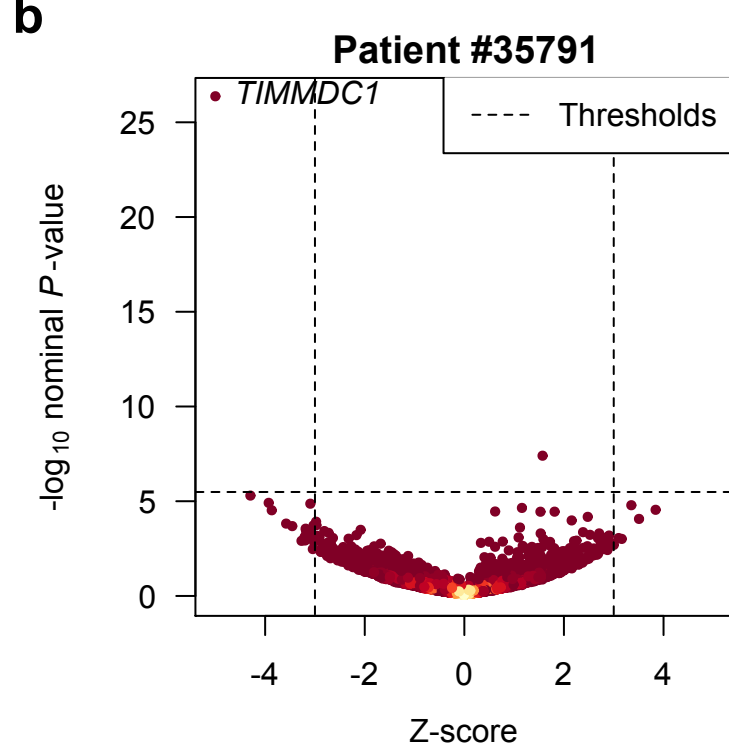 b
Patient #35791
TIMMDC1
Thresholds
25
20
15
10
5
0
-log10 nominal P-value
-4 -2 0 2 4
Z-score